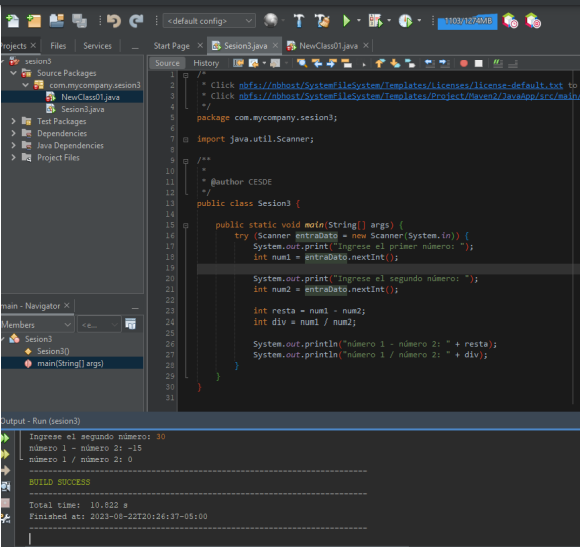 <default config>
1103/1274MB
Projects
Files
Services
Start Page
Sesion3.java
NewClass01.java
sesion3
Source Packages
com.mycompany.sesion3
NewClass01.java
Sesion3.java
Test Packages
Dependencies
Java Dependencies
Project Files
Source
History
1 /*
2 * Click nbfs://nbhost/SystemFileSystem/Templates/Licenses/license-default.txt to
3 * Click nbfs://nbhost/SystemFileSystem/Templates/Project/Maven2/JavaApp/src/main/
4 */
5 package com.mycompany.sesion3;
6
7 import java.util.Scanner;
8
9 /**
10 *
11 * @author CESDE
12 */
13 public class Sesion3 {
14
15 public static void main(String[] args) {
16 try (Scanner entraDato = new Scanner(System.in)) {
17 System.out.print("Ingrese el primer número: ");
18 int num1 = entraDato.nextInt();
19
20 System.out.print("Ingrese el segundo número: ");
21 int num2 = entraDato.nextInt();
22
23 int resta = num1 - num2;
24 int div = num1 / num2;
25
26 System.out.println("número 1 - número 2: " + resta);
27 System.out.println("número 1 / número 2: " + div);
28 }
29 }
30 }
31
main - Navigator
Members
<e...
Sesion3
Sesion3()
main(String[] args)
Output - Run (sesion3)
Ingrese el segundo número: 30
número 1 - número 2: -15
número 1 / número 2: 0
------------------------------------------------------------------------
BUILD SUCCESS
------------------------------------------------------------------------
Total time: 10.822 s
Finished at: 2023-08-22T20:26:37-05:00
------------------------------------------------------------------------